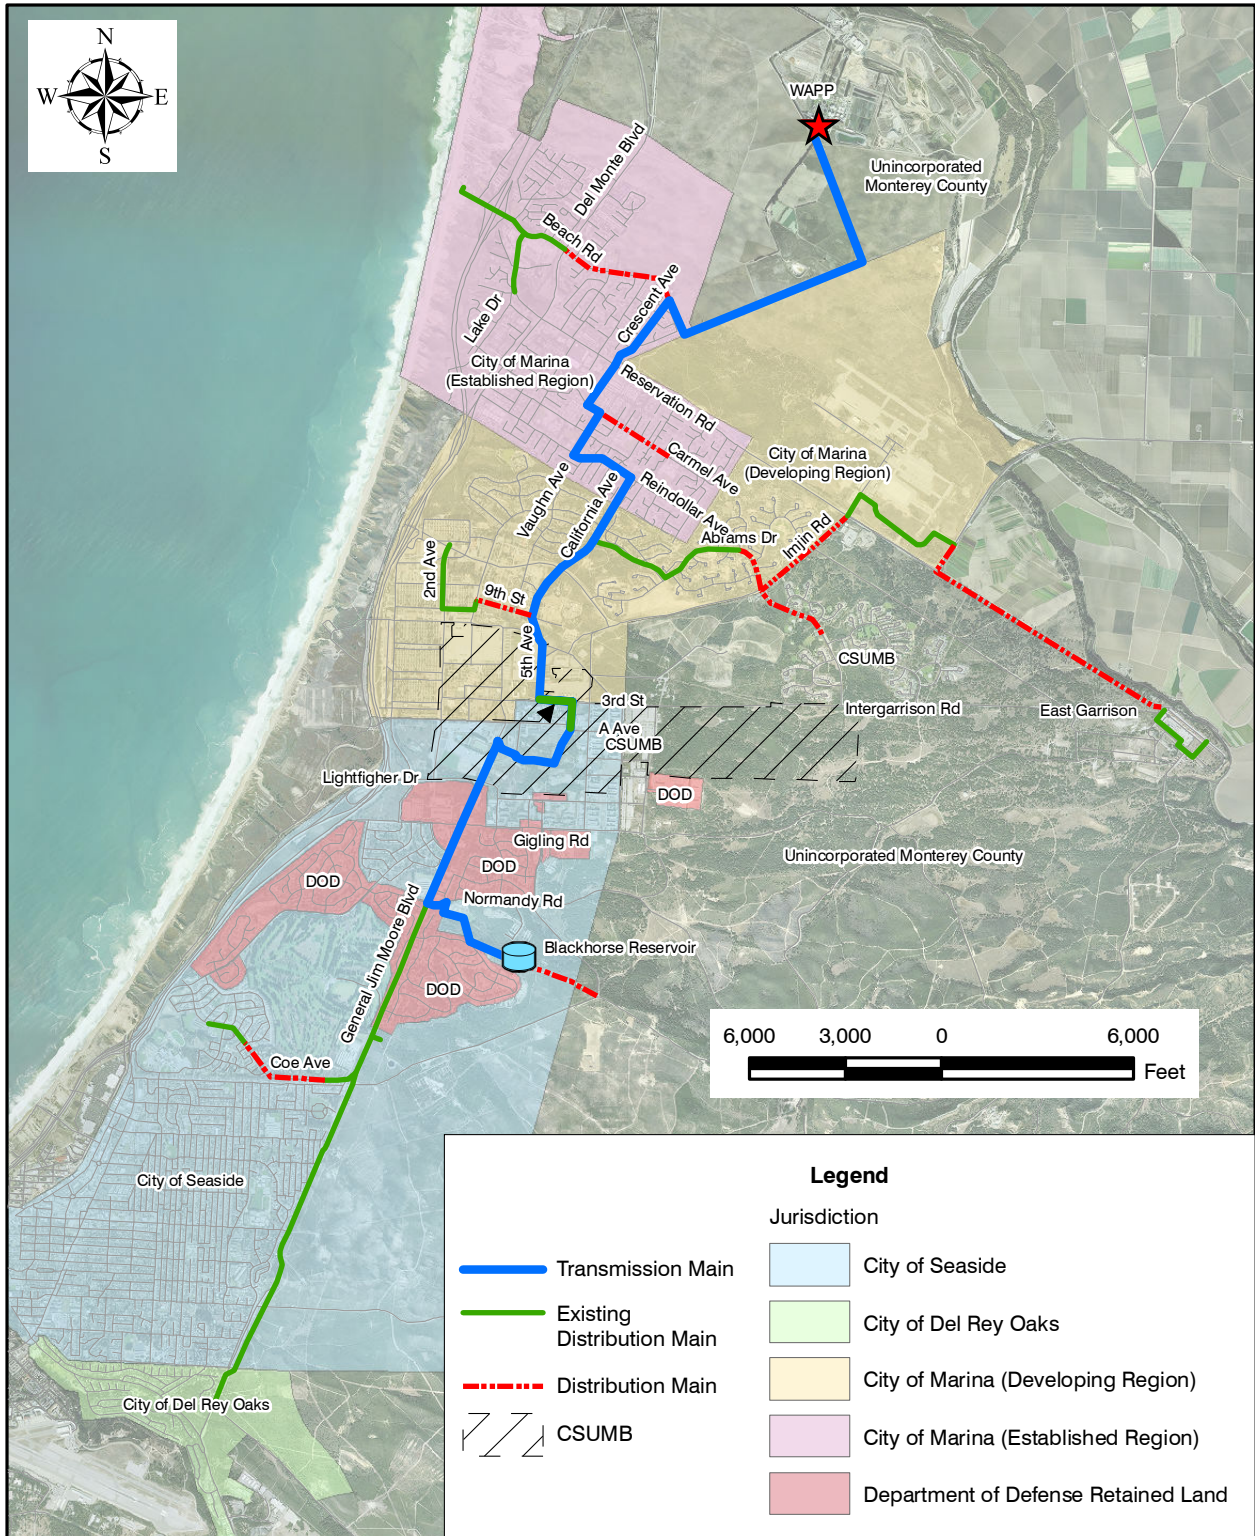 N
W
E
S
WAPP
Unincorporated
Monterey County
Del Monte Blvd
Beach Rd
Crescent Ave
Lake Dr
City of Marina
(Established Region)
Reservation Rd
Carmel Ave
City of Marina
(Developing Region)
Vaughn Ave
California Ave
Reindollar Ave
Abrams Dr
Imjin Rd
2nd Ave
9th St
5th Ave
CSUMB
3rd St
Intergarrison Rd
East Garrison
A Ave
CSUMB
Lightfigher Dr
DOD
Gigling Rd
Unincorporated Monterey County
DOD
DOD
General Jim Moore Blvd
Normandy Rd
Blackhorse Reservoir
DOD
6,000
3,000
0
6,000
Feet
Coe Ave
City of Seaside
City of Del Rey Oaks
Legend
Jurisdiction
Transmission Main
City of Seaside
Existing
Distribution Main
City of Del Rey Oaks
Distribution Main
City of Marina (Developing Region)
CSUMB
City of Marina (Established Region)
Department of Defense Retained Land